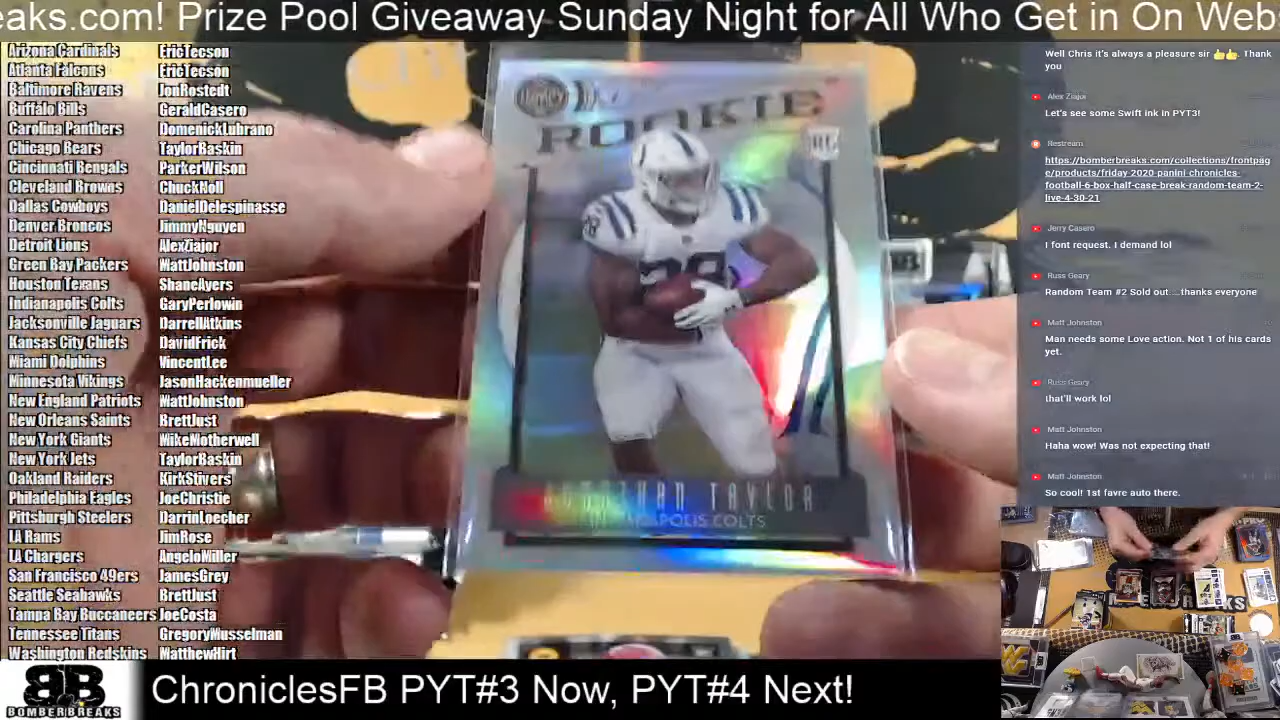 eaks.com! Prize Pool Giveaway Sunday Night for All Who Get in On Web
Arizona Cardinals EricTecson
Atlanta Falcons EricTecson
Baltimore Ravens JonRostedt
Buffalo Bills GeraldCasero
Carolina Panthers DomenickLubrano
Chicago Bears TaylorBaskin
Cincinnati Bengals ParkerWilson
Cleveland Browns ChuckNoll
Dallas Cowboys DanielDelespinasse
Denver Broncos JimmyNguyen
Detroit Lions AlexZiajor
Green Bay Packers MattJohnston
Houston Texans ShaneAyers
Indianapolis Colts GaryPerlowin
Jacksonville Jaguars DarrellAtkins
Kansas City Chiefs DavidFrick
Miami Dolphins VincentLee
Minnesota Vikings JasonHackenmueller
New England Patriots MattJohnston
New Orleans Saints BrettJust
New York Giants MikeMotherwell
New York Jets TaylorBaskin
Oakland Raiders KirkStivers
Philadelphia Eagles JoeChristie
Pittsburgh Steelers DarrinLoecher
LA Rams JimRose
LA Chargers AngeloMiller
San Francisco 49ers JamesGrey
Seattle Seahawks BrettJust
Tampa Bay Buccaneers JoeCosta
Tennessee Titans GregoryMusselman
Washington Redskins MatthewHirt
ROOKIE
RC
28
JONATHAN TAYLOR
INDIANAPOLIS COLTS
Well Chris it's always a pleasure sir 👍👍. Thank
you
Alex Ziajor
Let's see some Swift ink in PYT3!
Restream
https://bomberbreaks.com/collections/frontpag
e/products/friday-2020-panini-chronicles-
football-6-box-half-case-break-random-team-2-
live-4-30-21
Jerry Casero
I font request. I demand lol
Russ Geary
Random Team #2 Sold out....thanks everyone
Matt Johnston
Man needs some Love action. Not 1 of his cards
yet.
Russ Geary
that'll work lol
Matt Johnston
Haha wow! Was not expecting that!
Matt Johnston
So cool! 1st favre auto there.
BB
BOMBERBREAKS
ChroniclesFB PYT#3 Now, PYT#4 Next!